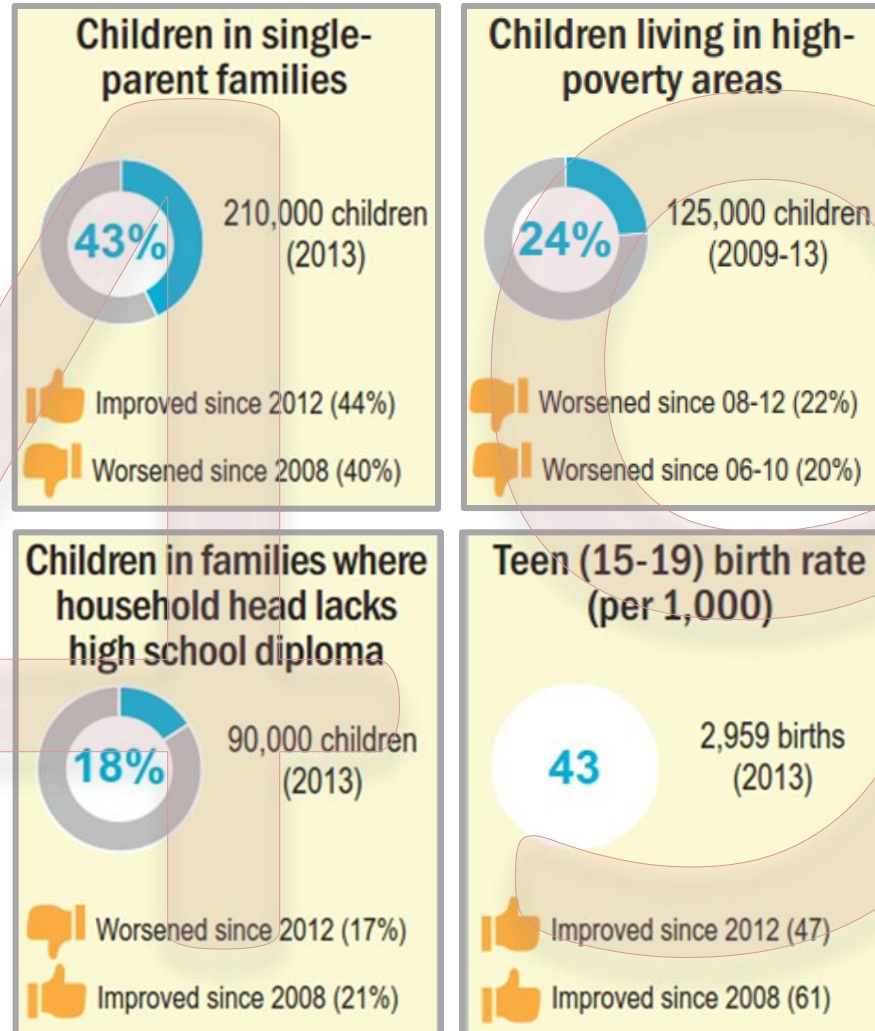 Children in single-
parent families
43%
210,000 children
(2013)
Improved since 2012 (44%)
Worsened since 2008 (40%)
Children living in high-
poverty areas
24%
125,000 children
(2009-13)
Worsened since 08-12 (22%)
Worsened since 06-10 (20%)
Children in families where
household head lacks
high school diploma
18%
90,000 children
(2013)
Worsened since 2012 (17%)
Improved since 2008 (21%)
Teen (15-19) birth rate
(per 1,000)
43
2,959 births
(2013)
Improved since 2012 (47)
Improved since 2008 (61)